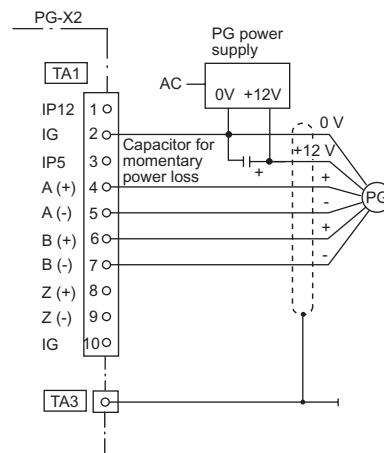 PG-X2
PG power
supply
AC
0V +12V
TA1
IP12 1
IG 2
0 V
Capacitor for
momentary
power loss
+
+12 V
IP5 3
A (+) 4
+
A (-) 5
-
PG
B (+) 6
+
B (-) 7
-
Z (+) 8
Z (-) 9
IG 10
TA3